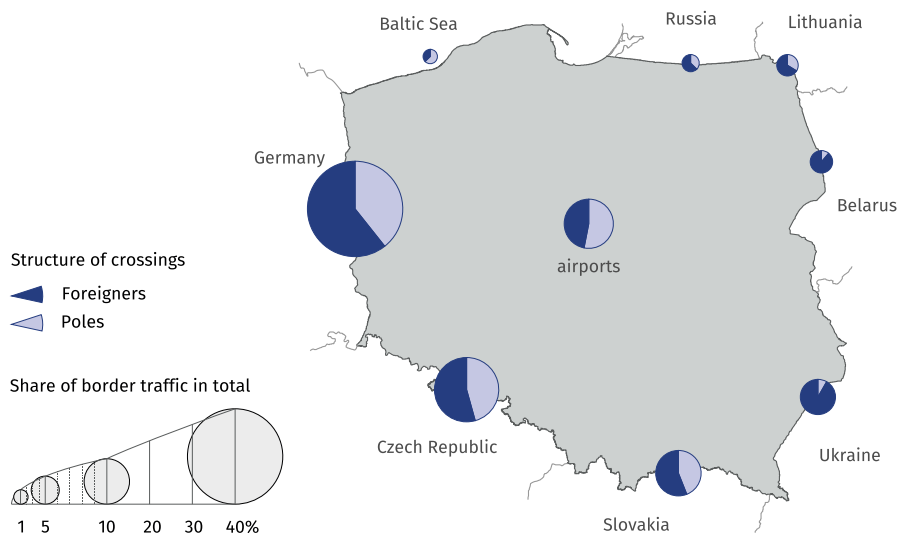 Baltic Sea
Russia
Lithuania
Germany
Belarus
airports
Structure of crossings
Foreigners
Poles
Share of border traffic in total
Czech Republic
Ukraine
Slovakia
1 5 10 20 30 40%